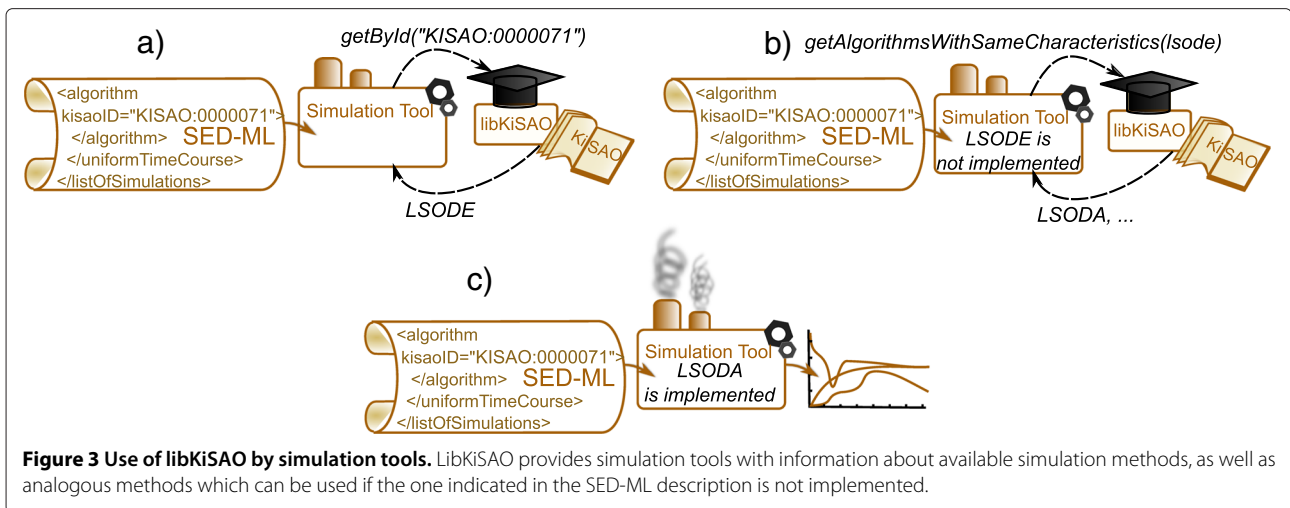 a)
getById("KISAO:0000071")
<algorithm
kisaoID="KISAO:0000071">
</algorithm> SED-ML
</uniformTimeCourse>
</listOfSimulations>
Simulation Tool
libKiSAO
KiSAO
LSODE
b)
getAlgorithmsWithSameCharacteristics(lsode)
<algorithm
kisaoID="KISAO:0000071">
</algorithm> SED-ML
</uniformTimeCourse>
</listOfSimulations>
Simulation Tool
LSODE is
not implemented
libKiSAO
KiSAO
LSODA, ...
c)
<algorithm
kisaoID="KISAO:0000071">
</algorithm> SED-ML
</uniformTimeCourse>
</listOfSimulations>
Simulation Tool
LSODA
is implemented
Figure 3 Use of libKiSAO by simulation tools. LibKiSAO provides simulation tools with information about available simulation methods, as well as
analogous methods which can be used if the one indicated in the SED-ML description is not implemented.